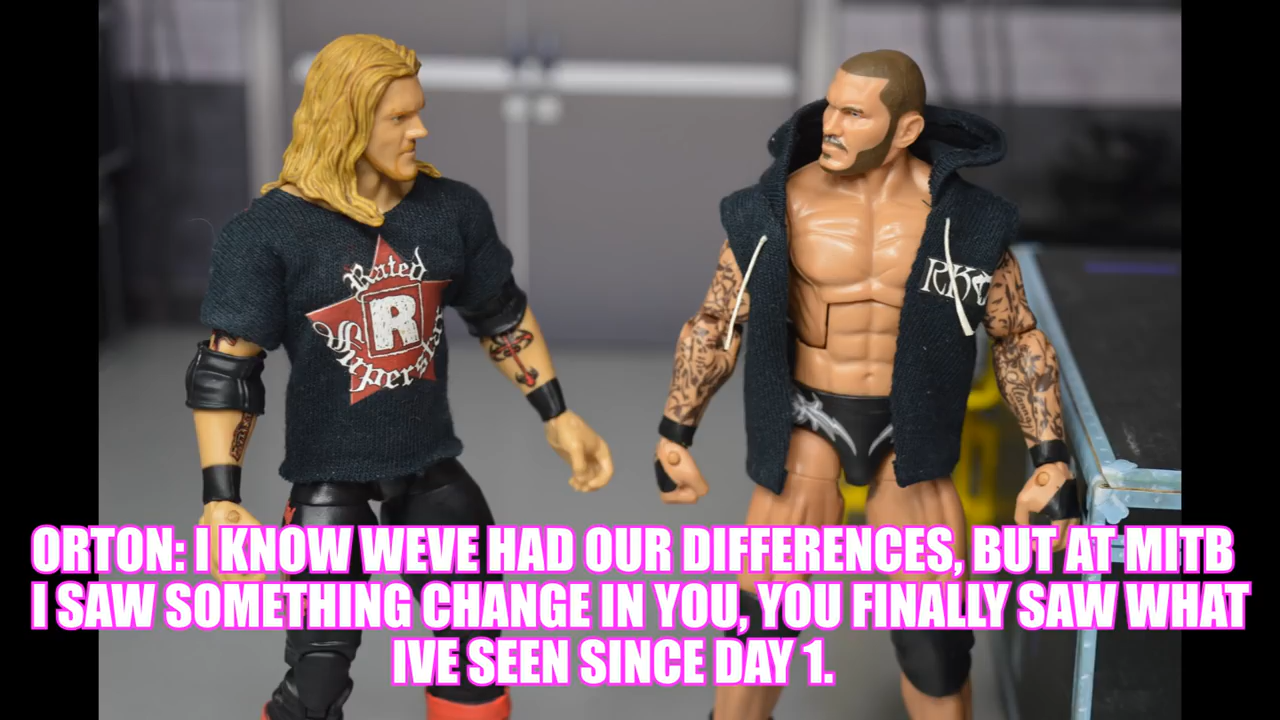 Rated
R
Superstar
RKO
ORTON: I KNOW WEVE HAD OUR DIFFERENCES, BUT AT MITB
I SAW SOMETHING CHANGE IN YOU, YOU FINALLY SAW WHAT
IVE SEEN SINCE DAY 1.